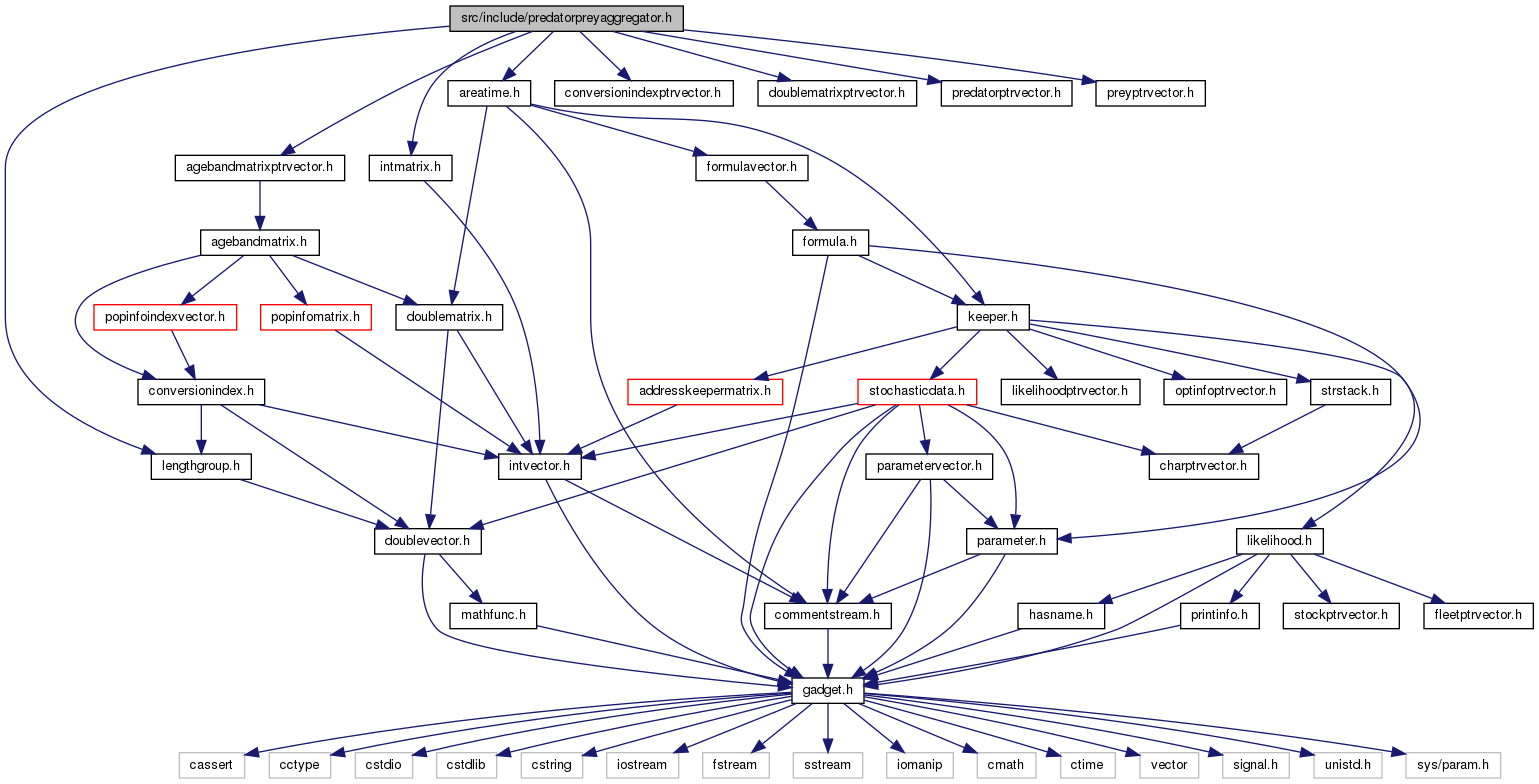 src/include/predatorpreyaggregator.h
areatime.h
conversionindexptrvector.h
doublematrixptrvector.h
predatorptrvector.h
preyptrvector.h
agebandmatrixptrvector.h
intmatrix.h
formulavector.h
agebandmatrix.h
formula.h
popinfoindexvector.h
popinfomatrix.h
doublematrix.h
keeper.h
conversionindex.h
addresskeepermatrix.h
stochasticdata.h
likelihoodptrvector.h
optinfoptrvector.h
strstack.h
lengthgroup.h
intvector.h
parametervector.h
charptrvector.h
doublevector.h
parameter.h
likelihood.h
mathfunc.h
commentstream.h
hasname.h
printinfo.h
stockptrvector.h
fleetptrvector.h
gadget.h
cassert
cctype
cstdio
cstdlib
cstring
iostream
fstream
sstream
iomanip
cmath
ctime
vector
signal.h
unistd.h
sys/param.h